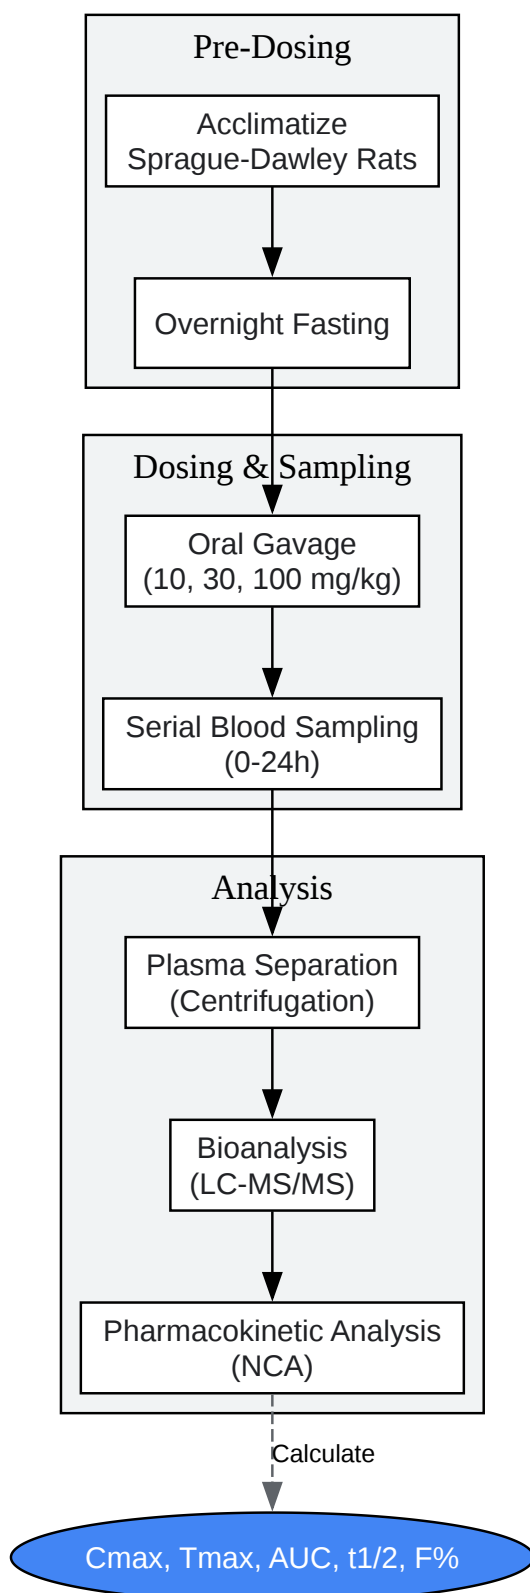 Pre-Dosing
Acclimatize
Sprague-Dawley Rats
Overnight Fasting
Dosing & Sampling
Oral Gavage
(10, 30, 100 mg/kg)
Serial Blood Sampling
(0-24h)
Analysis
Plasma Separation
(Centrifugation)
Bioanalysis
(LC-MS/MS)
Pharmacokinetic Analysis
(NCA)
Calculate
Cmax, Tmax, AUC, t1/2, F%